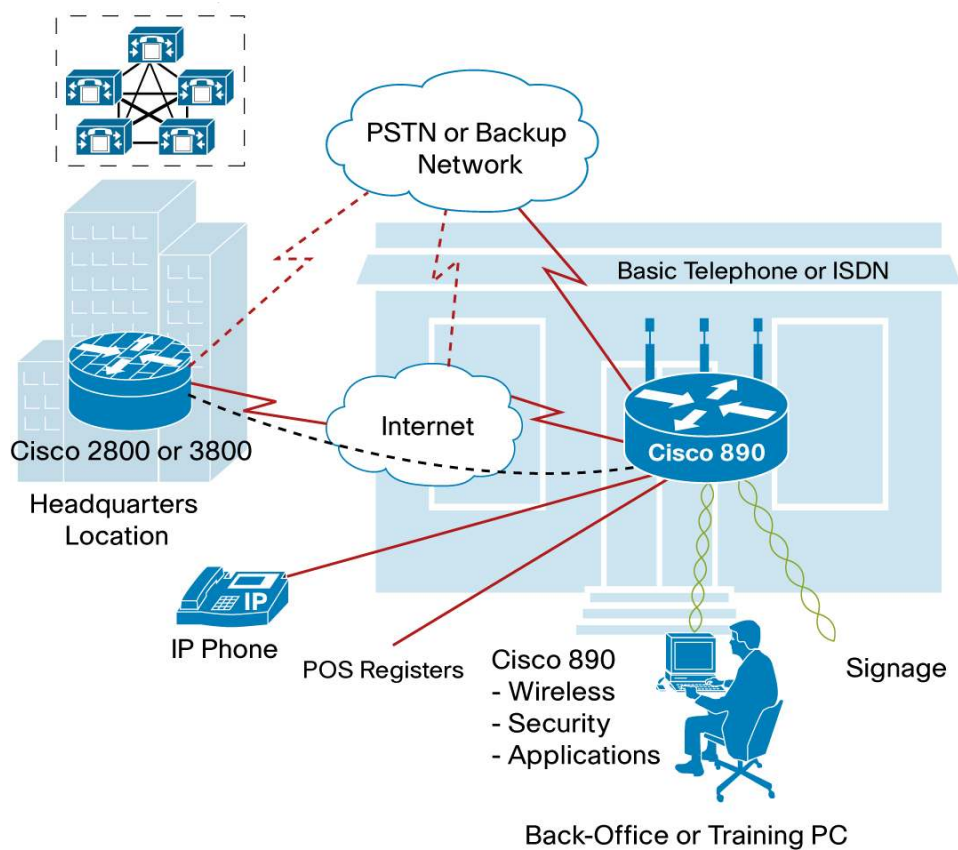 PSTN or Backup
Network
Basic Telephone or ISDN
Internet
Cisco 890
Cisco 2800 or 3800
Headquarters
Location
IP
IP Phone
POS Registers
Cisco 890
- Wireless
- Security
- Applications
Signage
Back-Office or Training PC